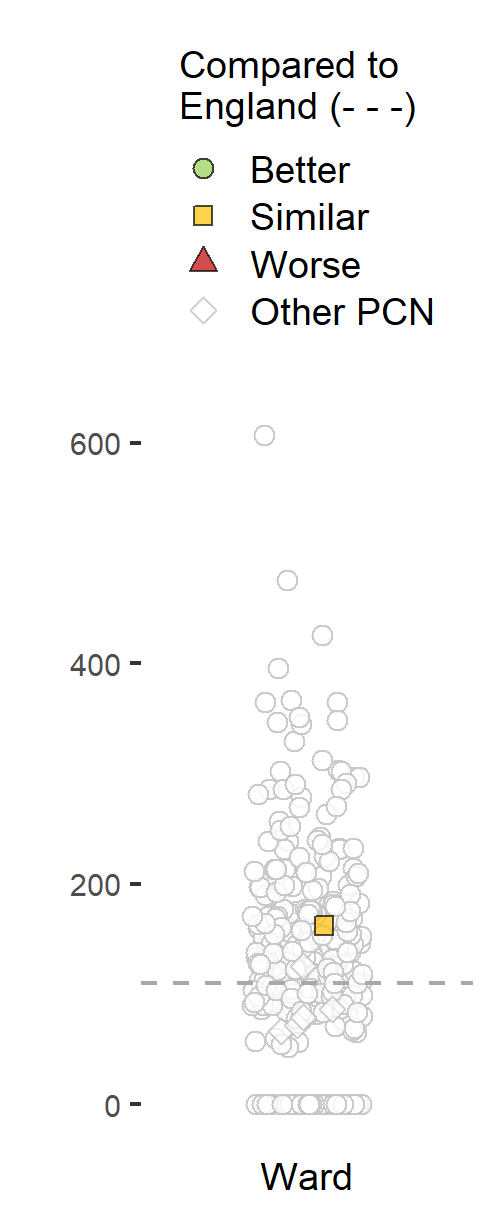 Compared to
England (- - -)
Better
Similar
Worse
Other PCN
600
400
200
0
Ward